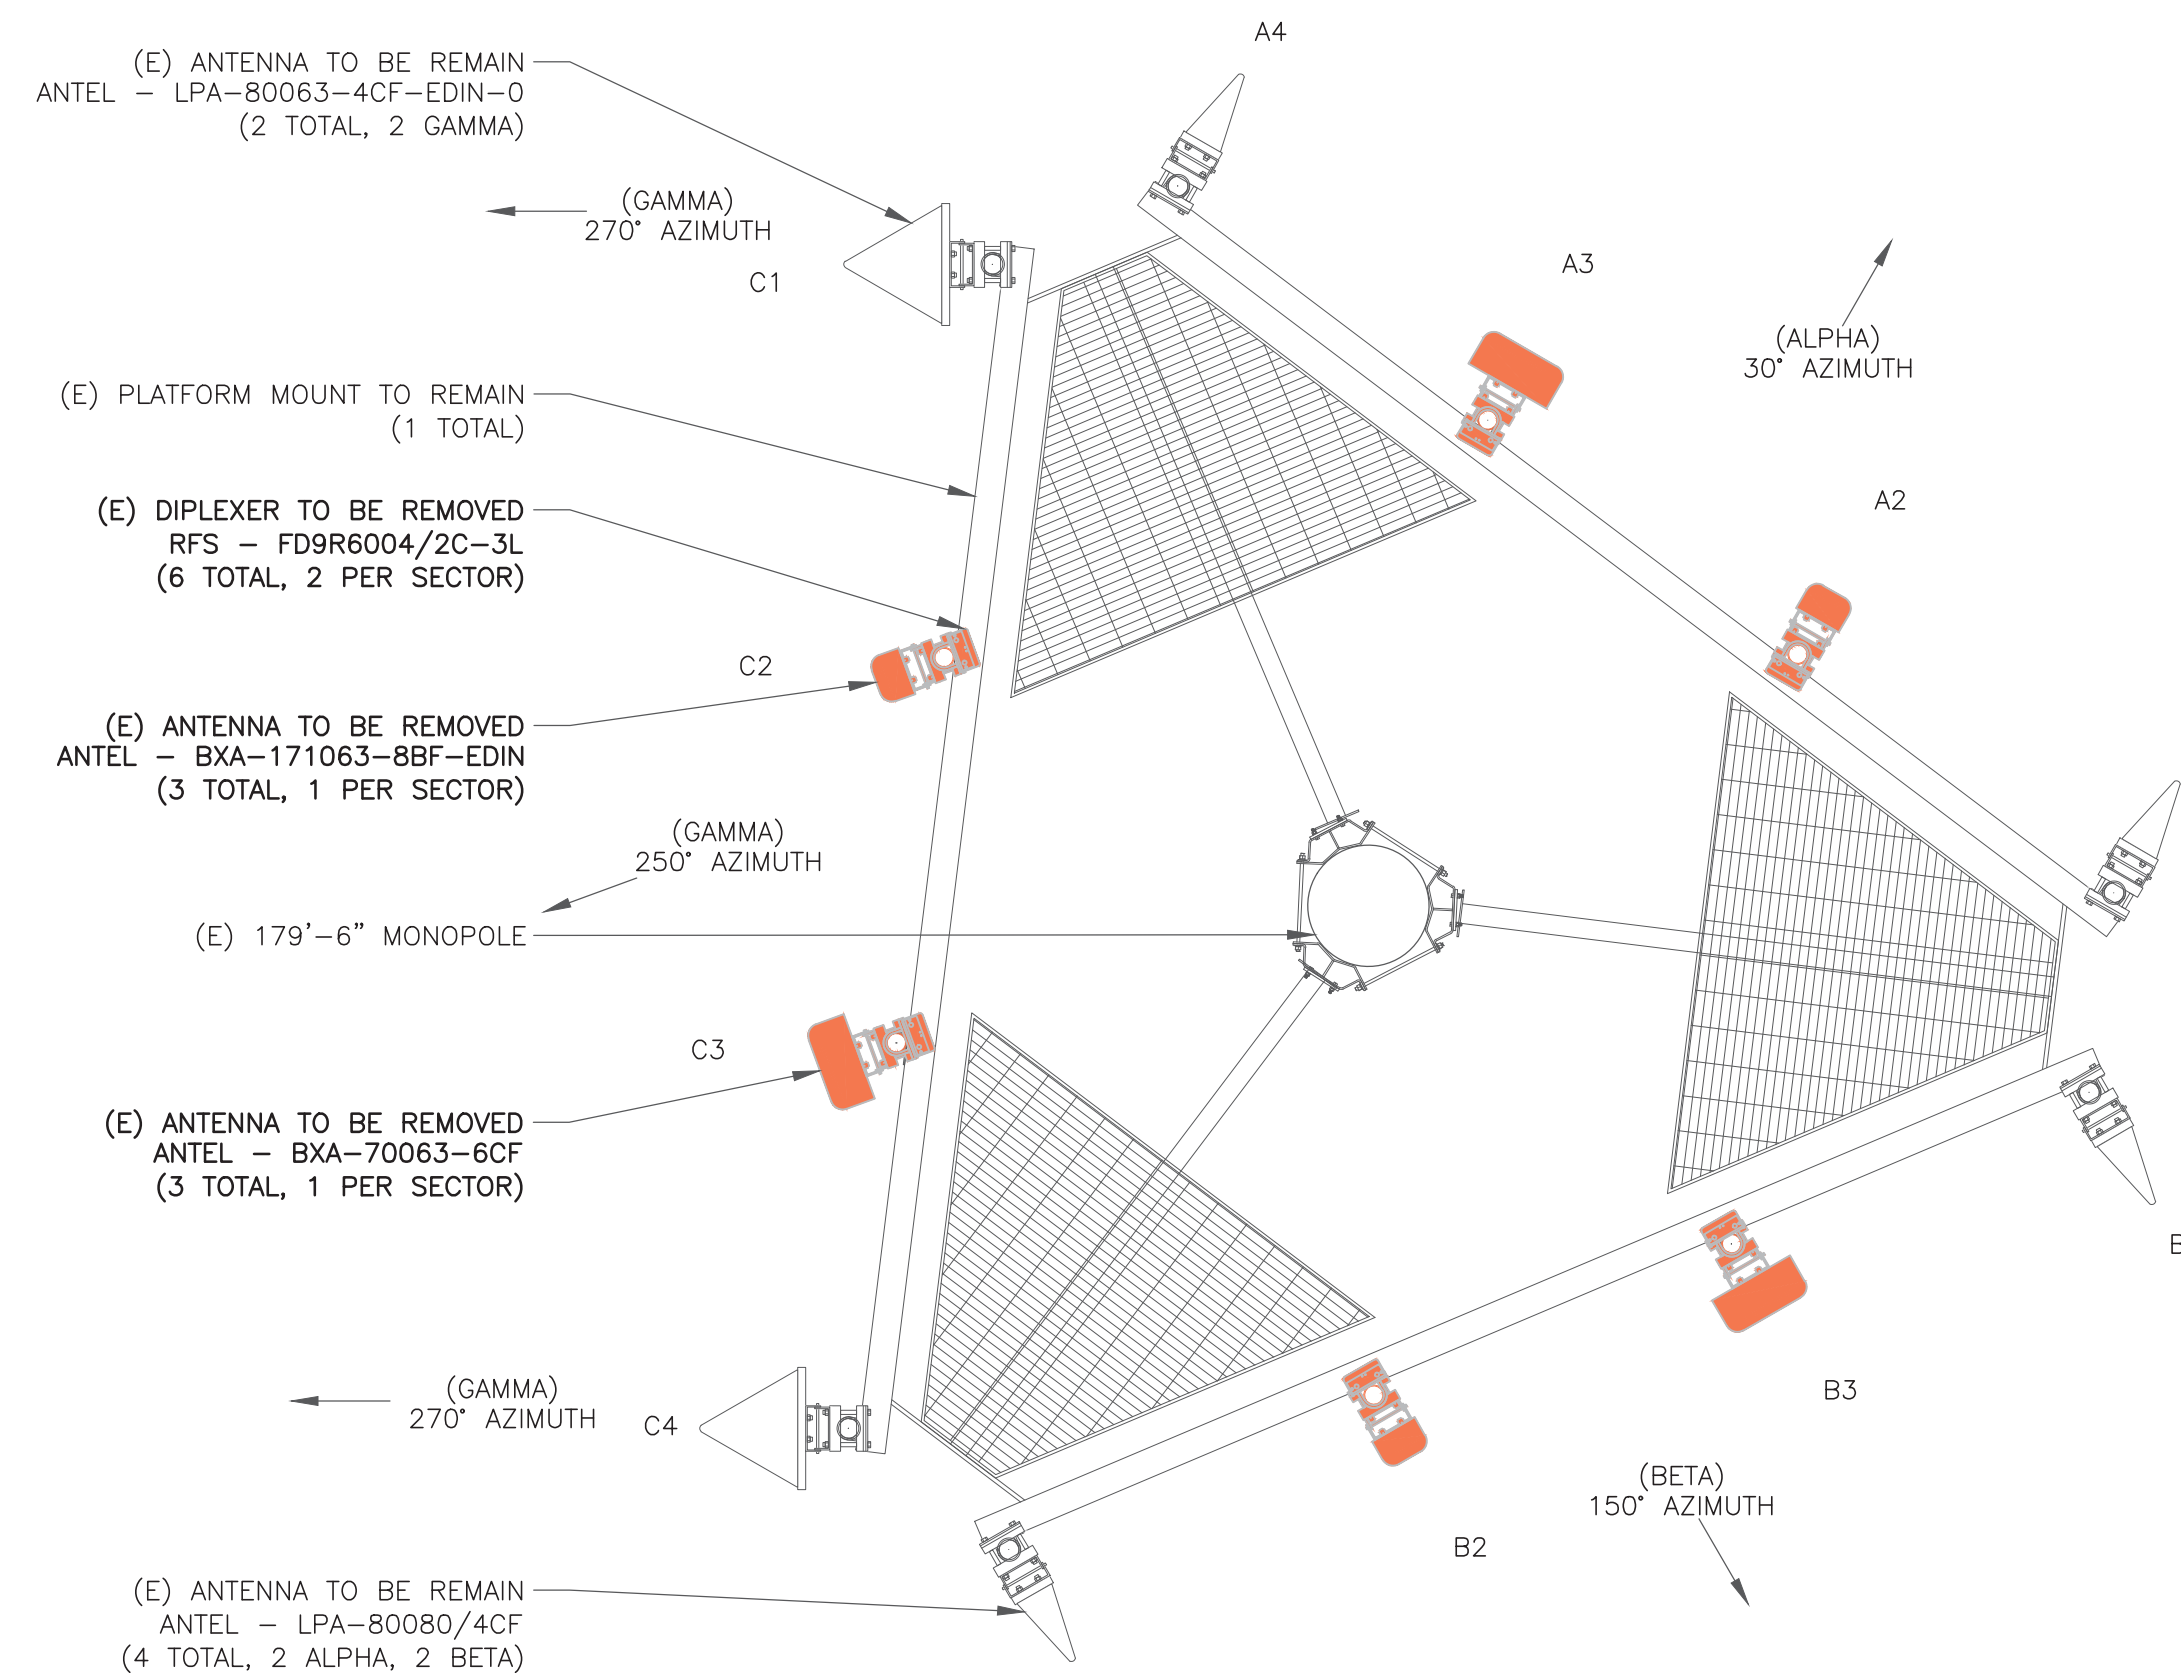 A4
(E) ANTENNA TO BE REMAIN
ANTEL - LPA-80063-4CF-EDIN-0
(2 TOTAL, 2 GAMMA)
(GAMMA)
270° AZIMUTH
C1
A3
(ALPHA)
30° AZIMUTH
(E) PLATFORM MOUNT TO REMAIN
(1 TOTAL)
A2
(E) DIPLEXER TO BE REMOVED
RFS - FD9R6004/2C-3L
(6 TOTAL, 2 PER SECTOR)
C2
(E) ANTENNA TO BE REMOVED
ANTEL - BXA-171063-8BF-EDIN
(3 TOTAL, 1 PER SECTOR)
(GAMMA)
250° AZIMUTH
(E) 179'-6" MONOPOLE
C3
(E) ANTENNA TO BE REMOVED
ANTEL - BXA-70063-6CF
(3 TOTAL, 1 PER SECTOR)
(GAMMA)
270° AZIMUTH
C4
B3
(BETA)
150° AZIMUTH
B2
(E) ANTENNA TO BE REMAIN
ANTEL - LPA-80080/4CF
(4 TOTAL, 2 ALPHA, 2 BETA)